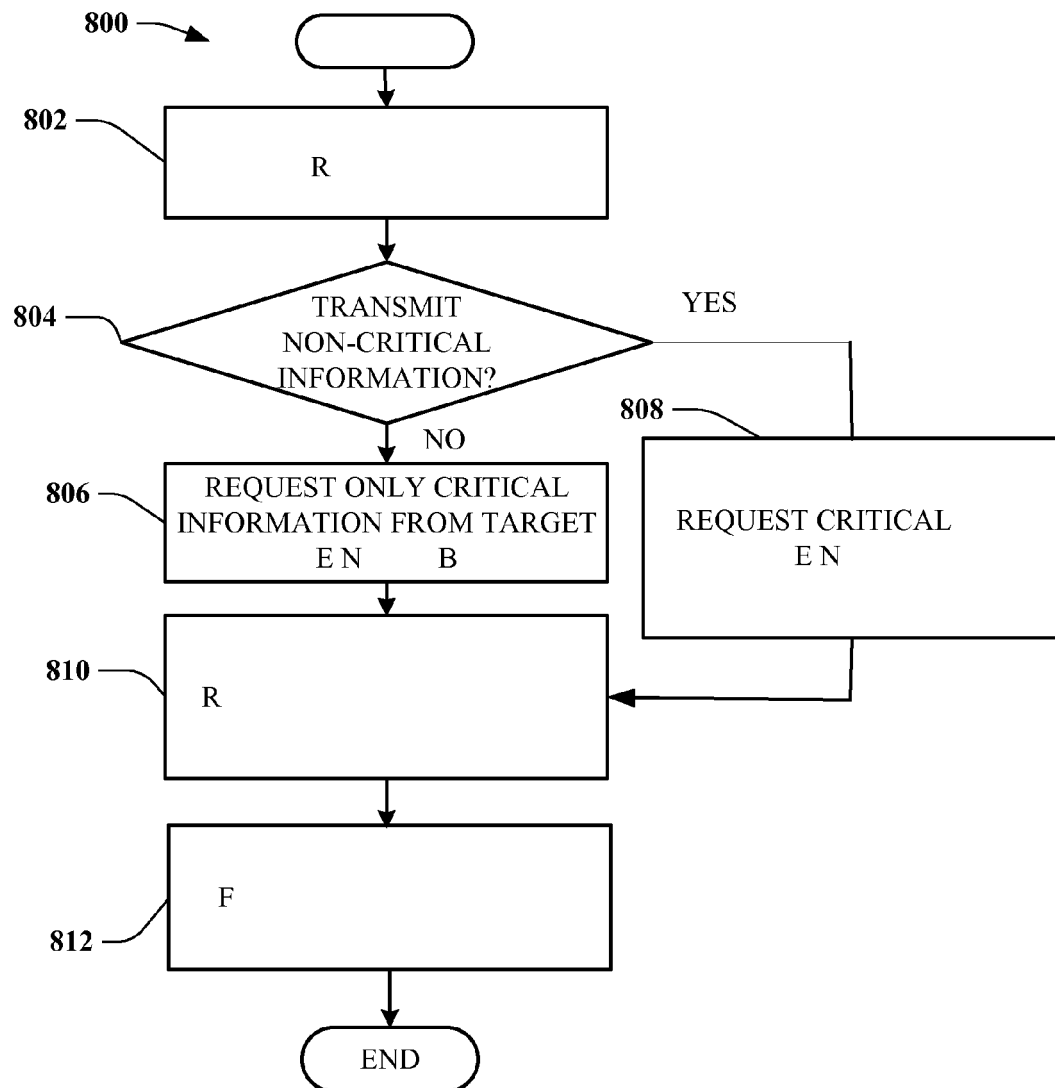 800
802
R
804
TRANSMIT
NON-CRITICAL
INFORMATION?
YES
NO
806
REQUEST ONLY CRITICAL
INFORMATION FROM TARGET
E N B
808
REQUEST CRITICAL
E N
810
R
812
F
END